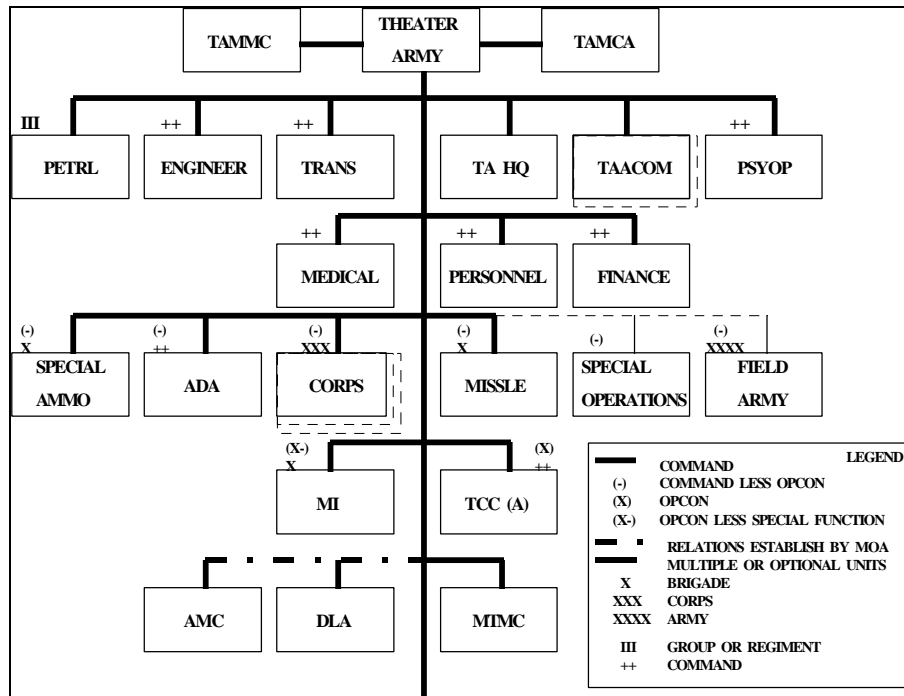 TAMMC
THEATER
ARMY
TAMCA
III
++
++
++
PETRL
ENGINEER
TRANS
TA HQ
TAACOM
PSYOP
++
++
++
MEDICAL
PERSONNEL
FINANCE
(-)
X
(-)
++
(-)
XXX
(-)
X
(-)
(-)
XXXX
SPECIAL
AMMO
ADA
CORPS
MISSLE
SPECIAL
OPERATIONS
FIELD
ARMY
(X-)
X
(X)
++
MI
TCC (A)
AMC
DLA
MTMC
LEGEND
COMMAND
(-) COMMAND LESS OPCON
(X) OPCON
(X-) OPCON LESS SPECIAL FUNCTION
RELATIONS ESTABLISH BY MOA
MULTIPLE OR OPTIONAL UNITS
X BRIGADE
XXX CORPS
XXXX ARMY
III GROUP OR REGIMENT
++ COMMAND